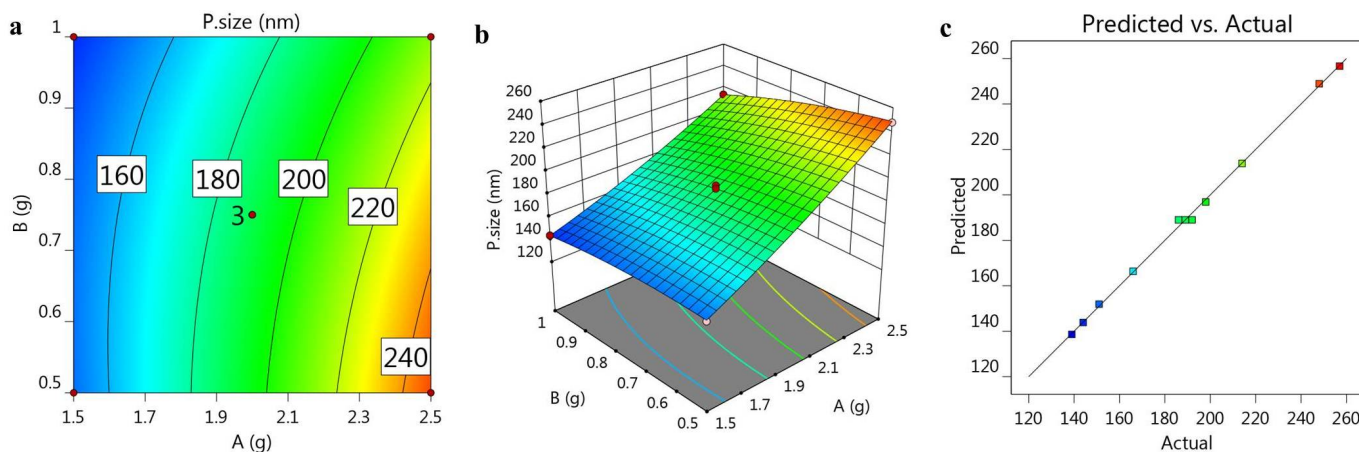 a
P.size (nm)
1
0.9
0.8
0.7
0.6
0.5
B (g)
160
180
200
220
240
3
1.5 1.7 1.9 2.1 2.3 2.5
A (g)
b
260
240
220
200
180
160
140
120
P.size (nm)
1
0.9
0.8
0.7
0.6
0.5
B (g)
1.5
1.7
1.9
2.1
2.3
2.5
A (g)
c
Predicted vs. Actual
260
240
220
200
180
160
140
120
Predicted
120 140 160 180 200 220 240 260
Actual